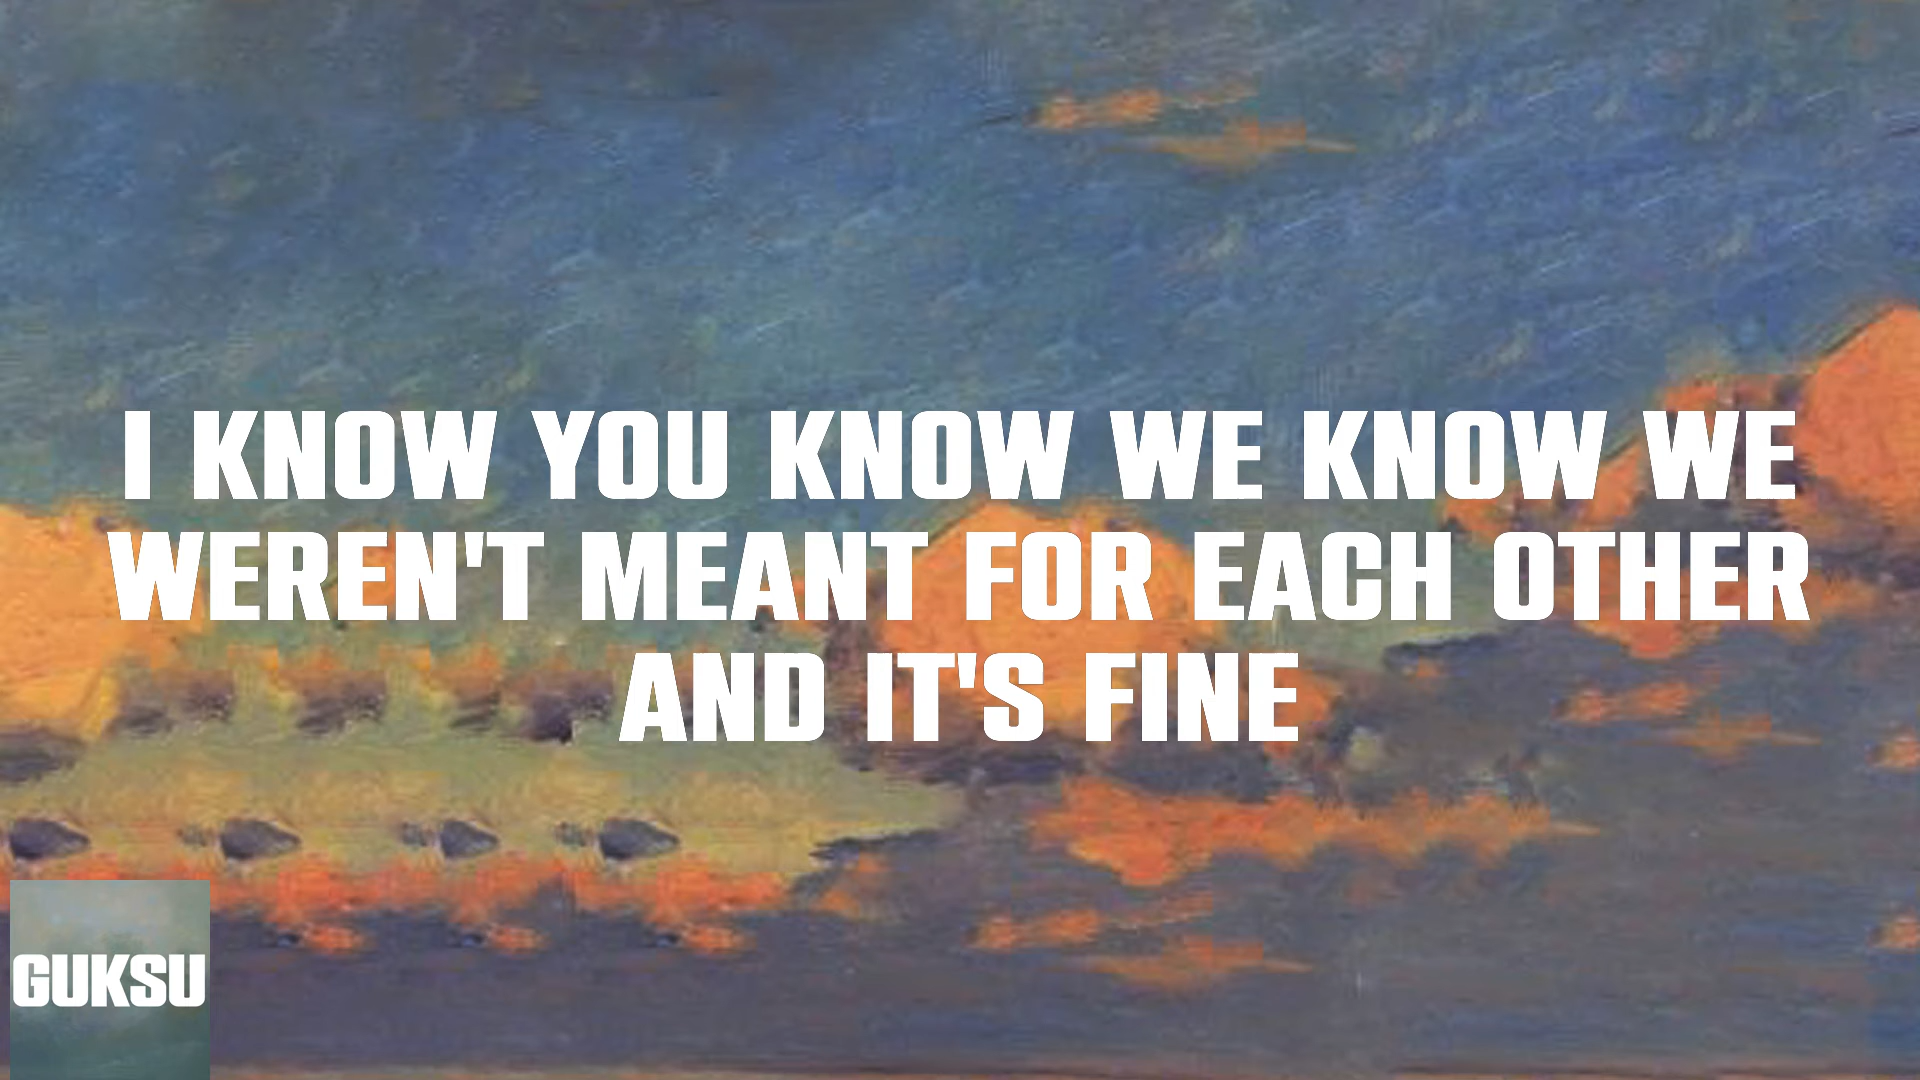 I KNOW YOU KNOW WE KNOW WE
WEREN'T MEANT FOR EACH OTHER
AND IT'S FINE
GUKSU